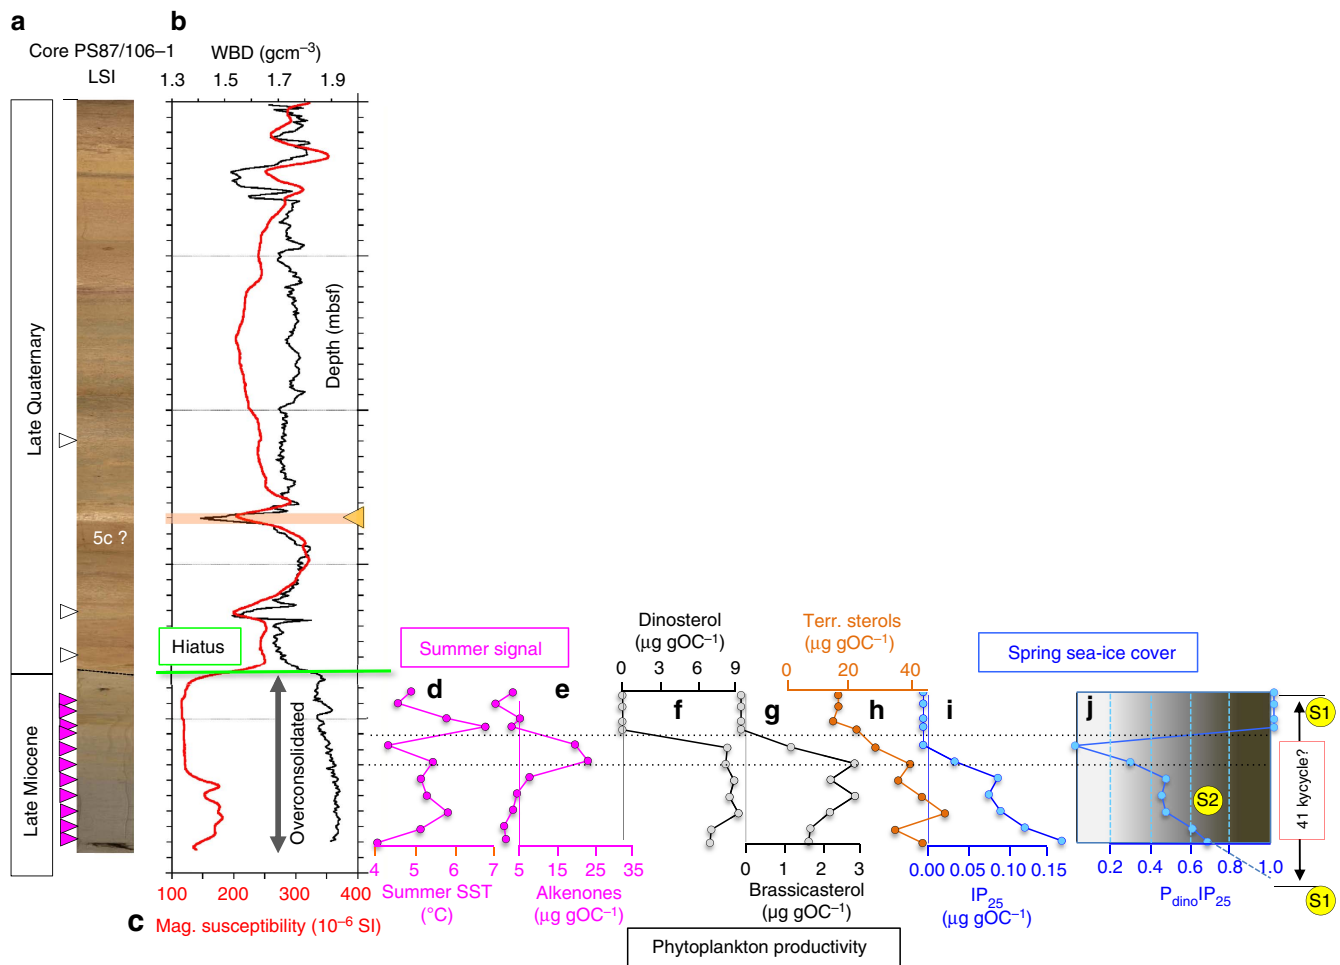 a
b
Core PS87/106–1
LSI
WBD (gcm⁻³)
1.3
1.5
1.7
1.9
Late Quaternary
Late Miocene
5c ?
Depth (mbsf)
Hiatus
Overconsolidated
100
200
300
400
c
Mag. susceptibility (10⁻⁶ SI)
Summer signal
d
4
5
6
7
Summer SST
(°C)
e
5
15
25
35
Alkenones
(µg gOC⁻¹)
Dinosterol
(µg gOC⁻¹)
0
3
6
9
f
g
0
1
2
3
Brassicasterol
(µg gOC⁻¹)
Phytoplankton productivity
Terr. sterols
(µg gOC⁻¹)
0
20
40
h
Spring sea-ice cover
i
0.00
0.05
0.10
0.15
IP₂₅
(µg gOC⁻¹)
j
S2
0.2
0.4
0.6
0.8
1.0
P_dinoIP₂₅
S1
41 kycycle?
S1